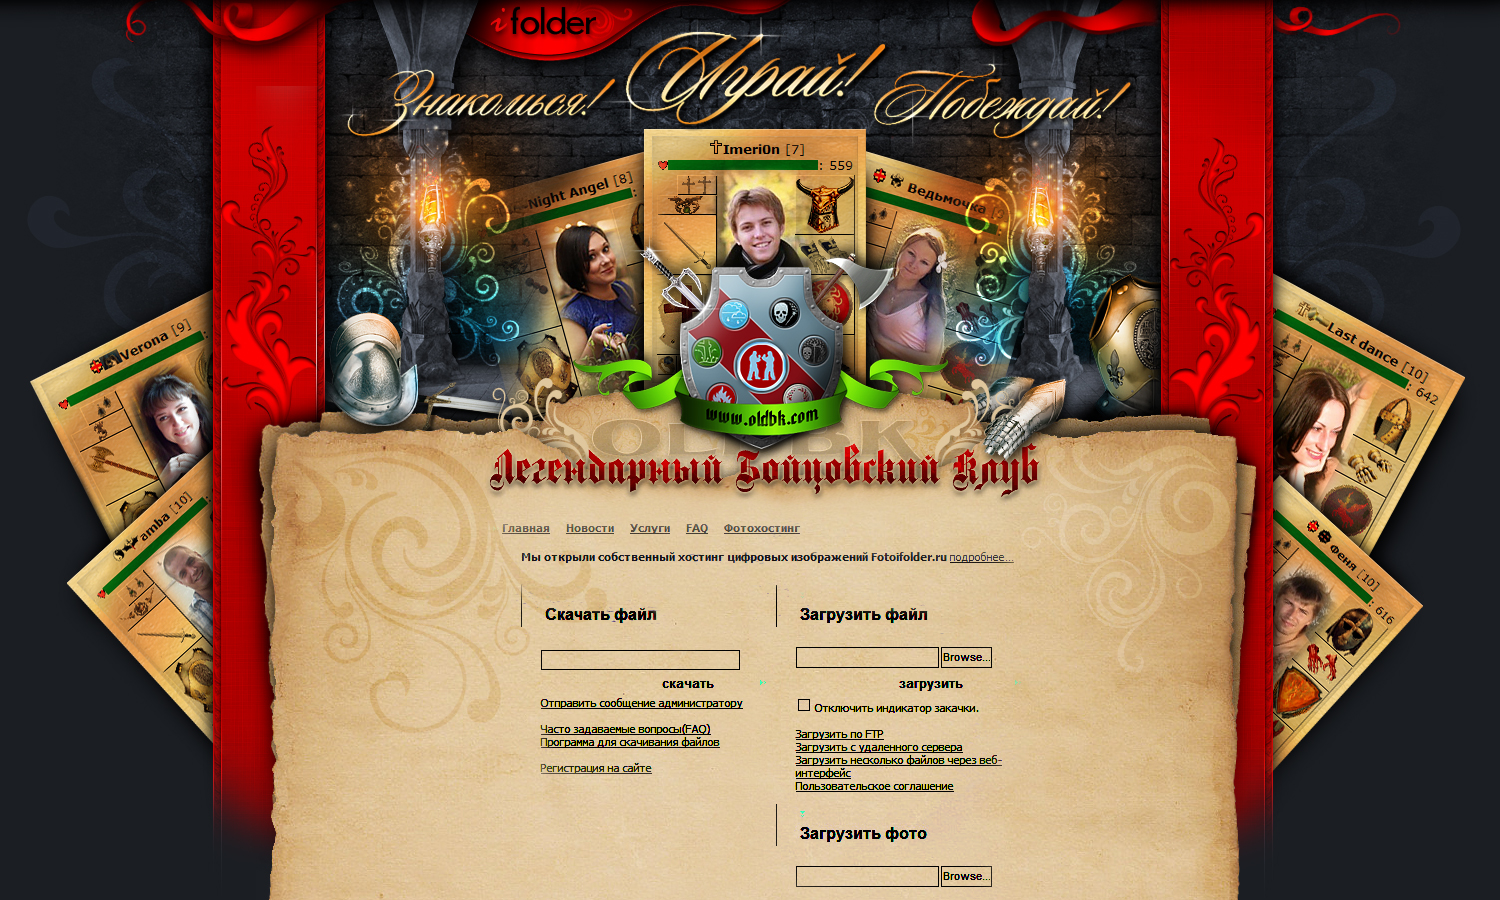 ifolder
Знакомься! Играй! Побеждай!
Imeri0n [7]
: 559
Night Angel [8]
:
Ведьмочка
Verona [9]
:
Last dance [10]
: 642
amba [10]
:
Феня [10]
: 616
www.oldbk.com
OLDBK
Легендарный Бойцовский Клуб
Главная Новости Услуги FAQ Фотохостинг
Мы открыли собственный хостинг цифровых изображений Fotoifolder.ru подробнее...
Скачать файл
скачать
Отправить сообщение администратору
Часто задаваемые вопросы(FAQ)
Программа для скачивания файлов
Регистрация на сайте
Загрузить файл
Browse...
загрузить
Отключить индикатор закачки.
Загрузить по FTP
Загрузить с удаленного сервера
Загрузить несколько файлов через веб-
интерфейс
Пользовательское соглашение
Загрузить фото
Browse...